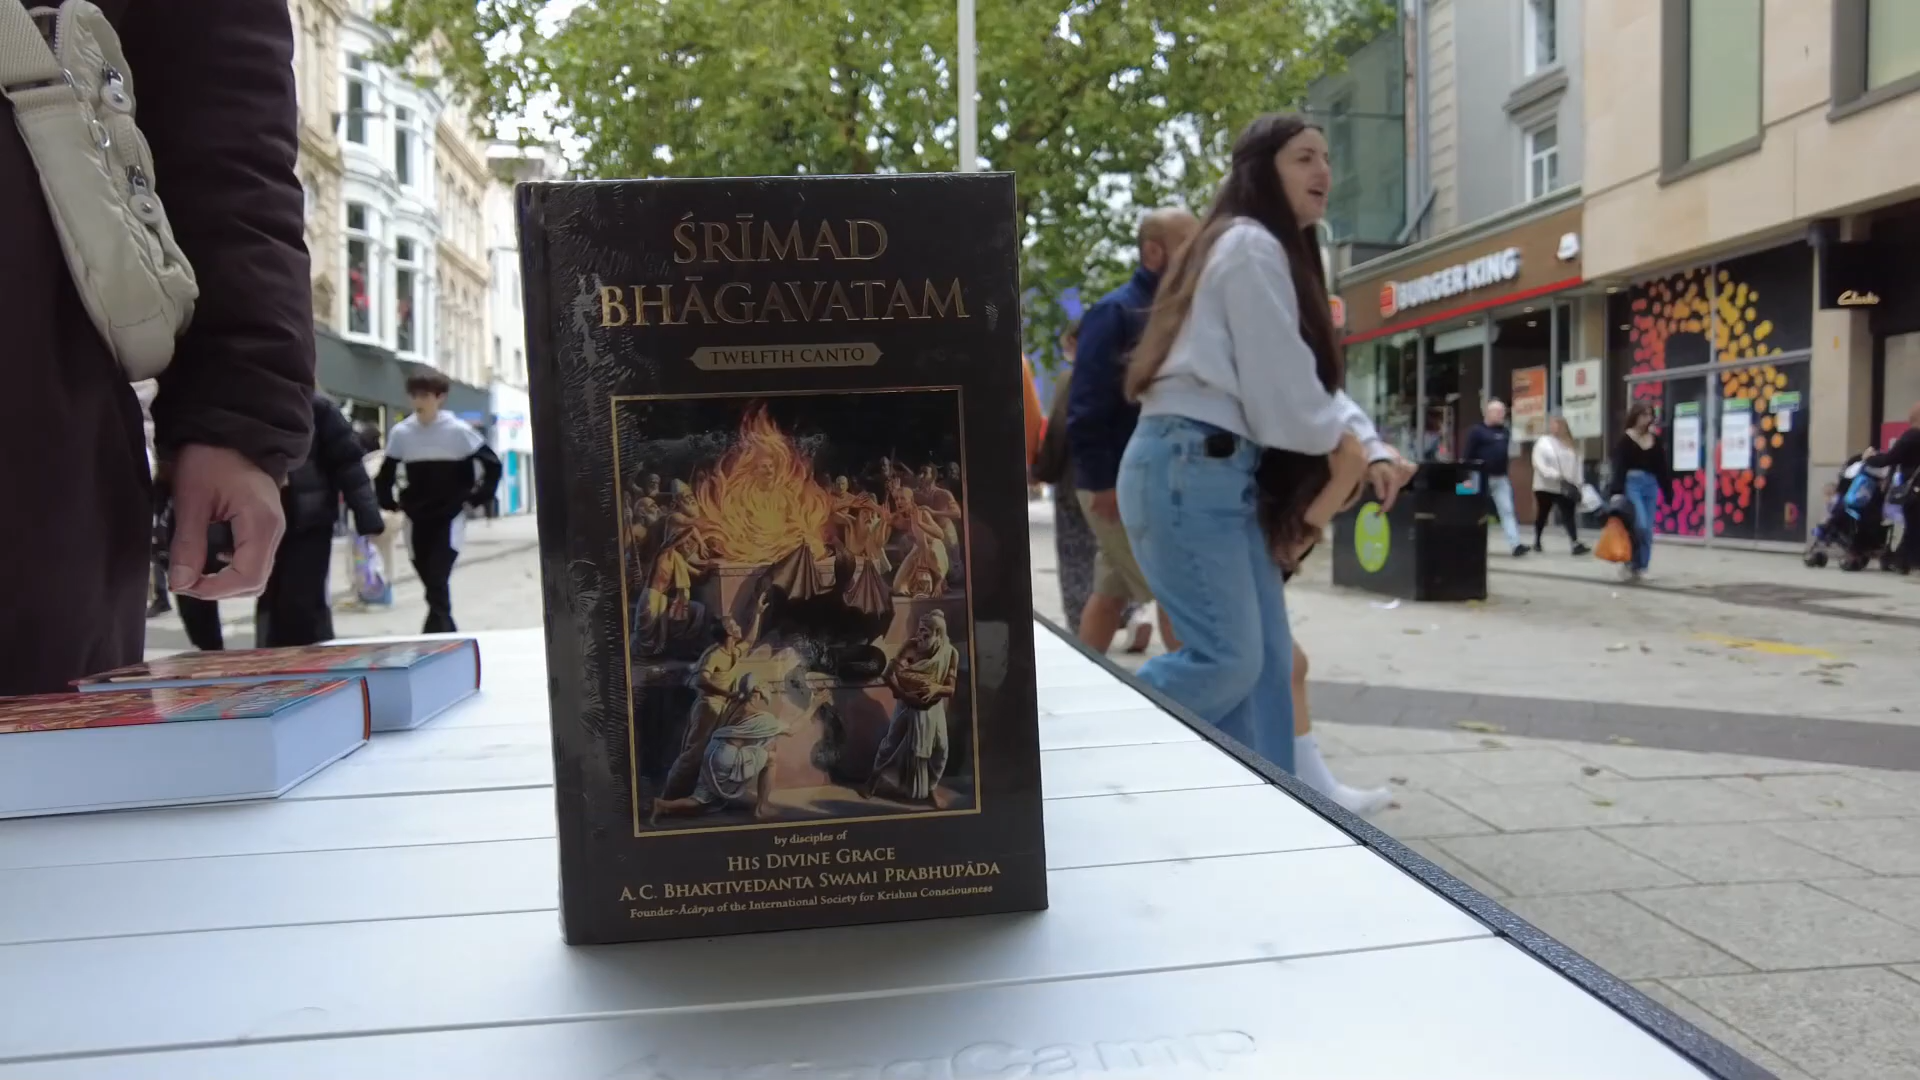 ŚRĪMAD
BHĀGAVATAM
TWELFTH CANTO
by disciples of
HIS DIVINE GRACE
A.C. BHAKTIVEDANTA SWAMI PRABHUPĀDA
Founder-Ācārya of the International Society for Krishna Consciousness
BURGER KING
Clarks